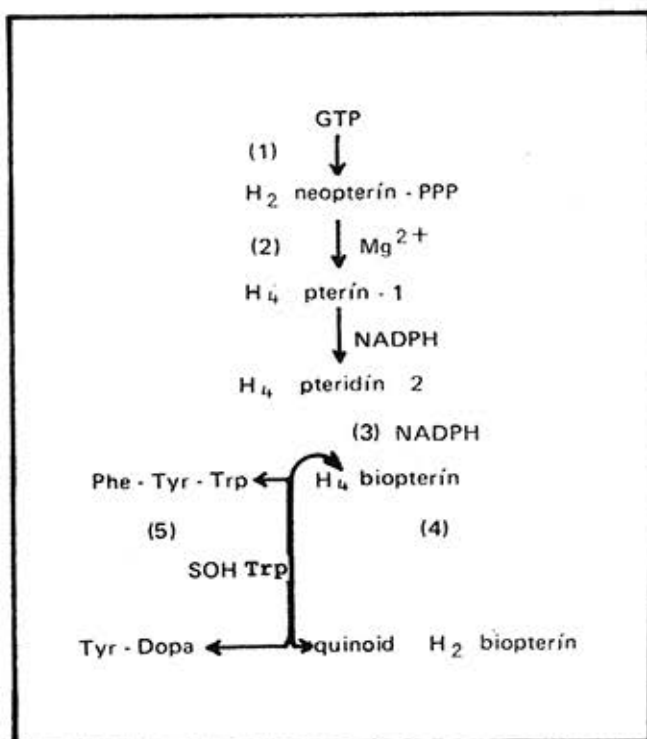 GTP
(1)
H2 neopterín - PPP
(2) Mg2+
H4 pterín - 1
NADPH
H4 pteridín 2
(3) NADPH
Phe - Tyr - Trp H4 biopterín
(5) (4)
SOH Trp
Tyr - Dopa quinoid H2 biopterín